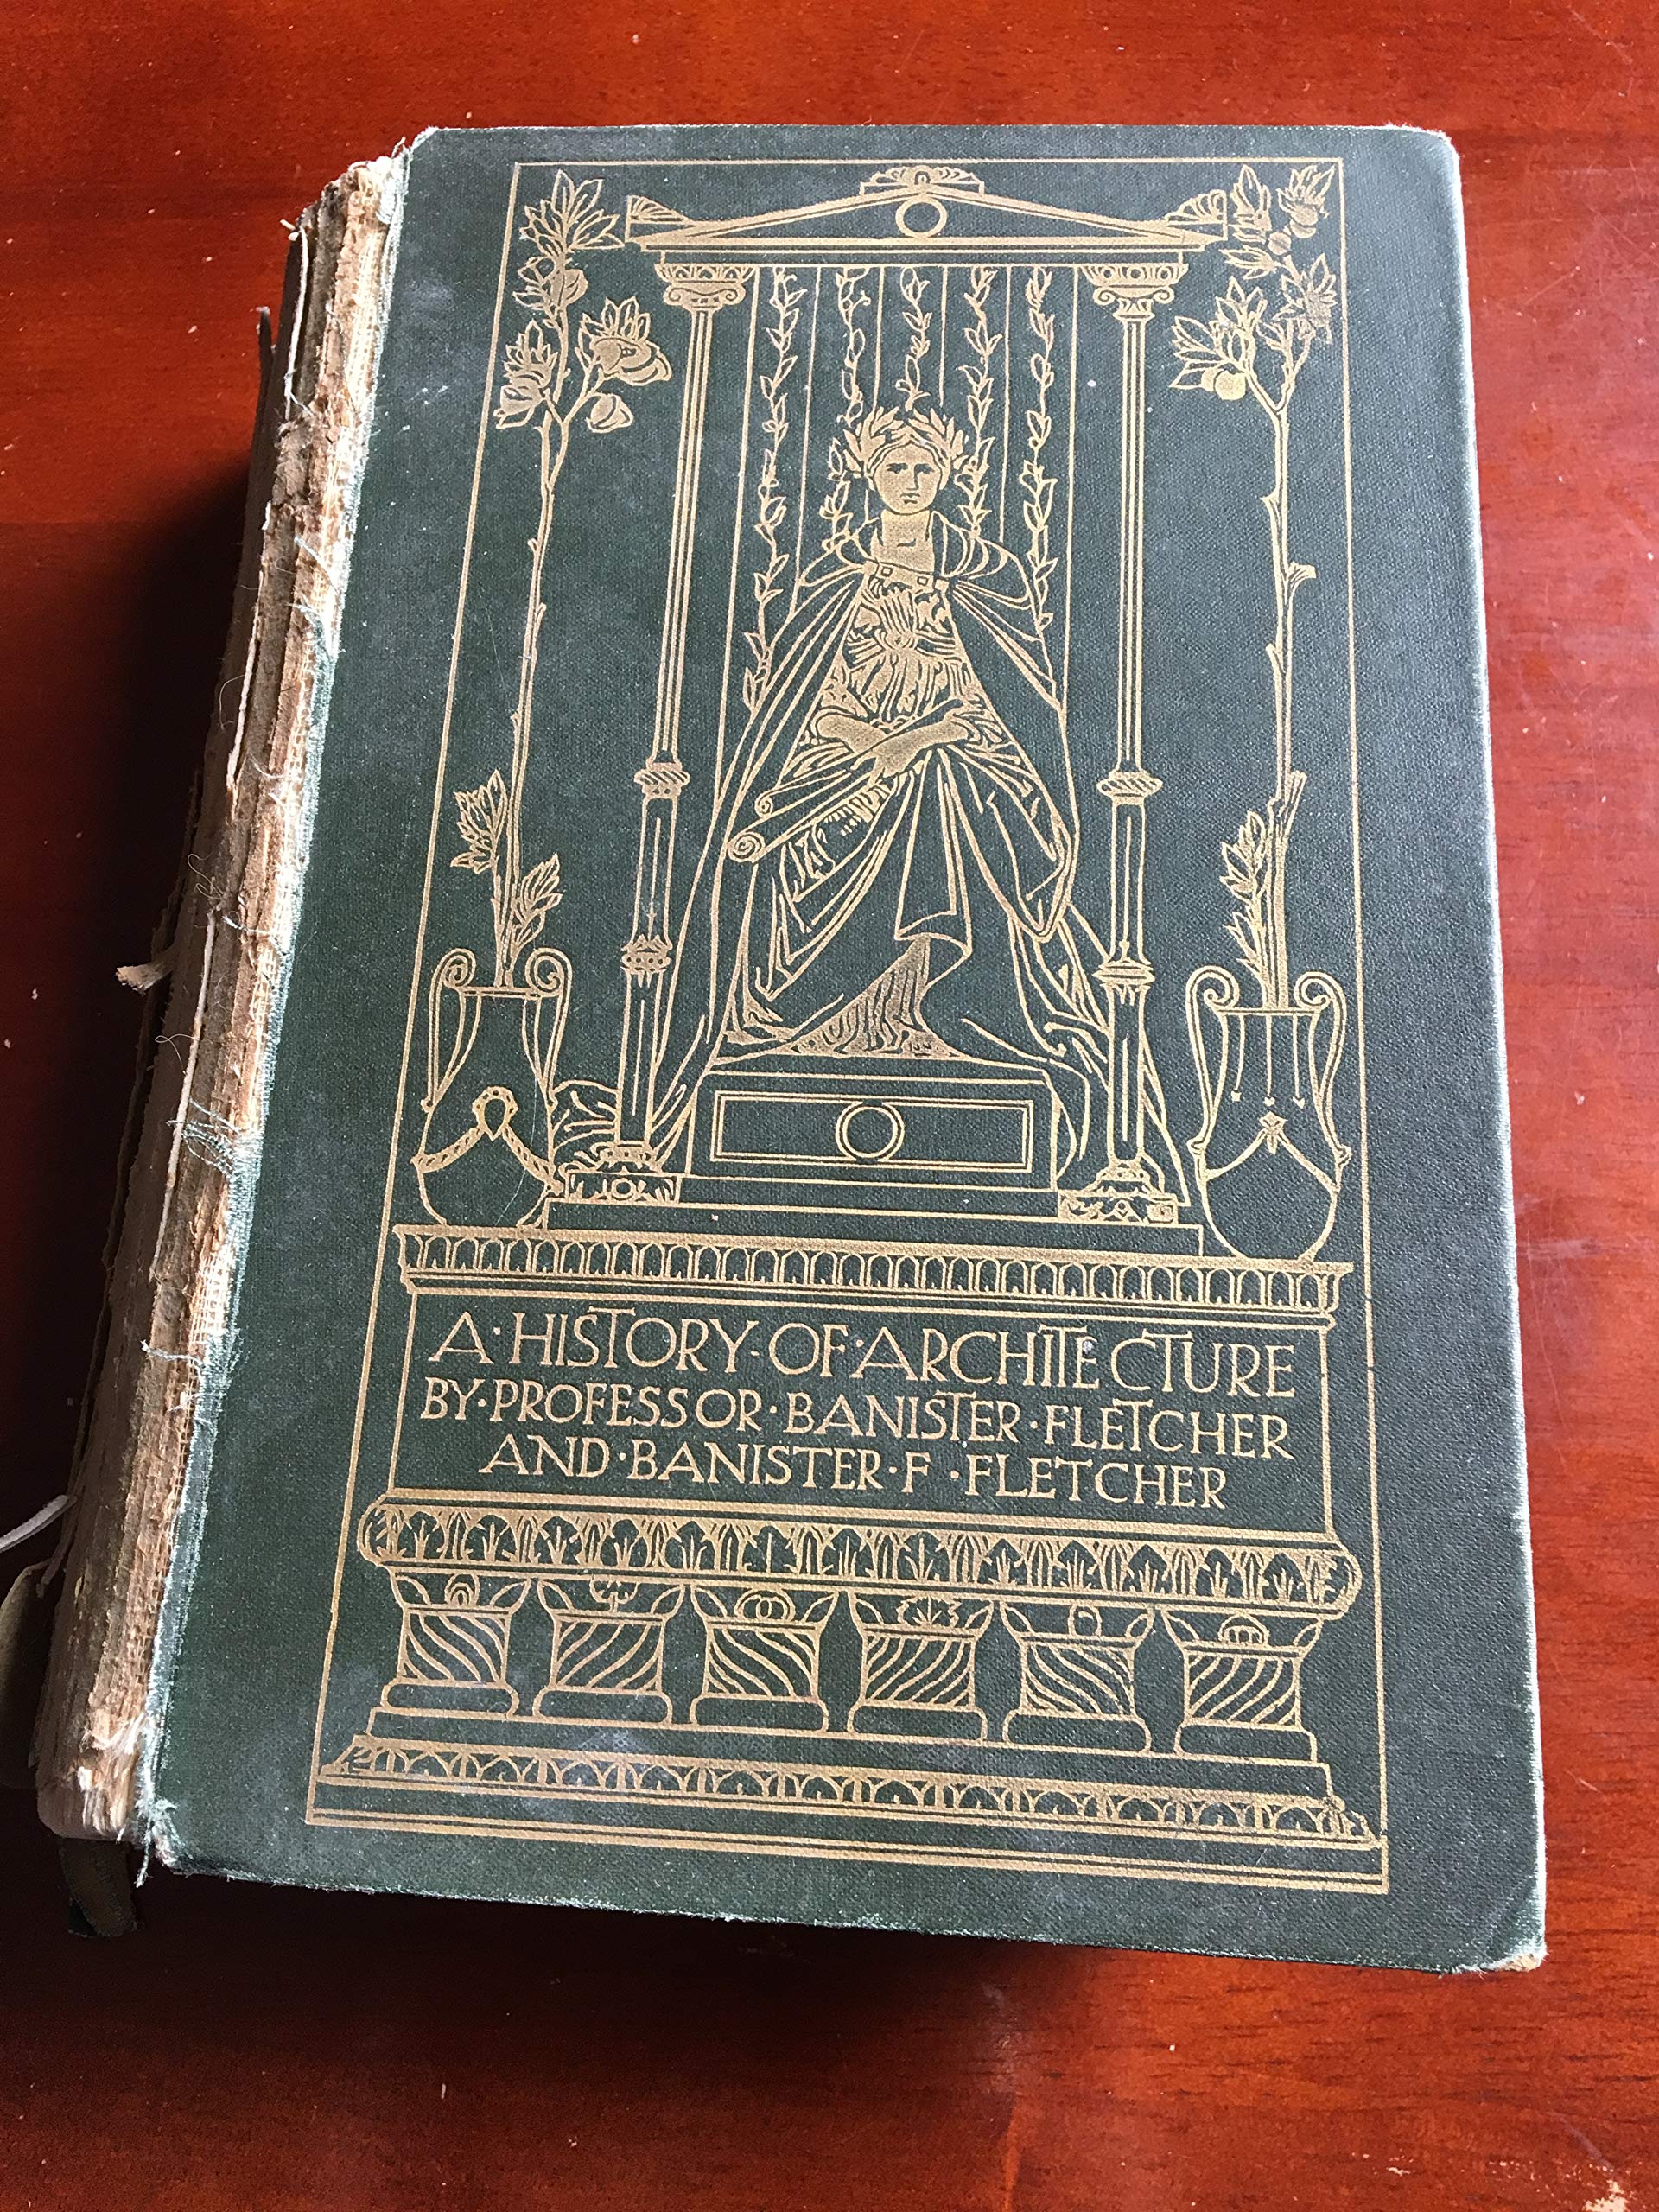 A·HISTORY·OF·ARCHITECTURE
BY·PROFESSOR·BANISTER·FLETCHER
AND·BANISTER·F·FLETCHER